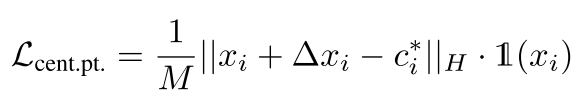 $\mathcal{L}_{\text{cent.pt.}} = \frac{1}{M} ||x_i + \Delta x_i - c_i^*||_H \cdot \mathbb{1}(x_i)$